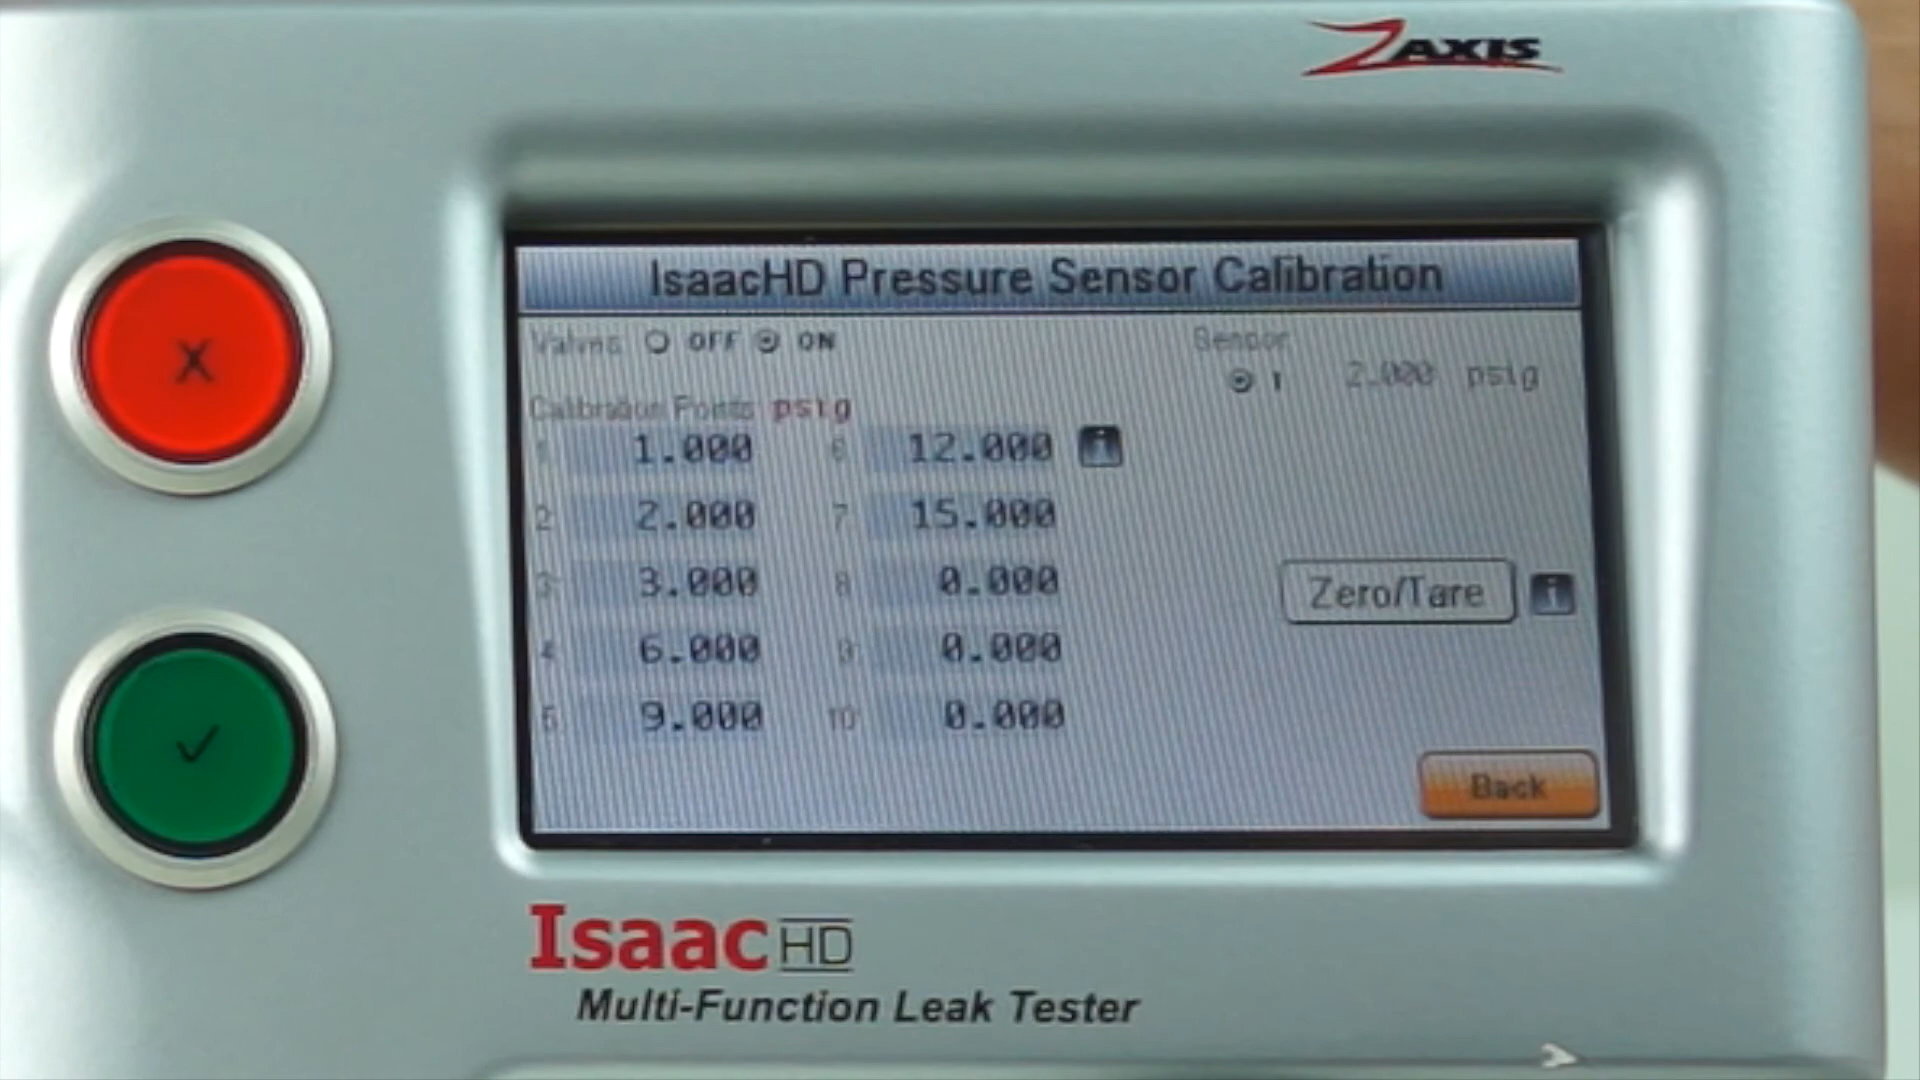 ZAXIS
IsaacHD Pressure Sensor Calibration
Valves OFF ON Sensor
1 2.000 psig
Calibration Points psig
1 1.000 6 12.000 i
2 2.000 7 15.000
3 3.000 8 0.000
Zero/Tare i
4 6.000 9 0.000
5 9.000 10 0.000
Back
X
✓
Isaac HD
Multi-Function Leak Tester